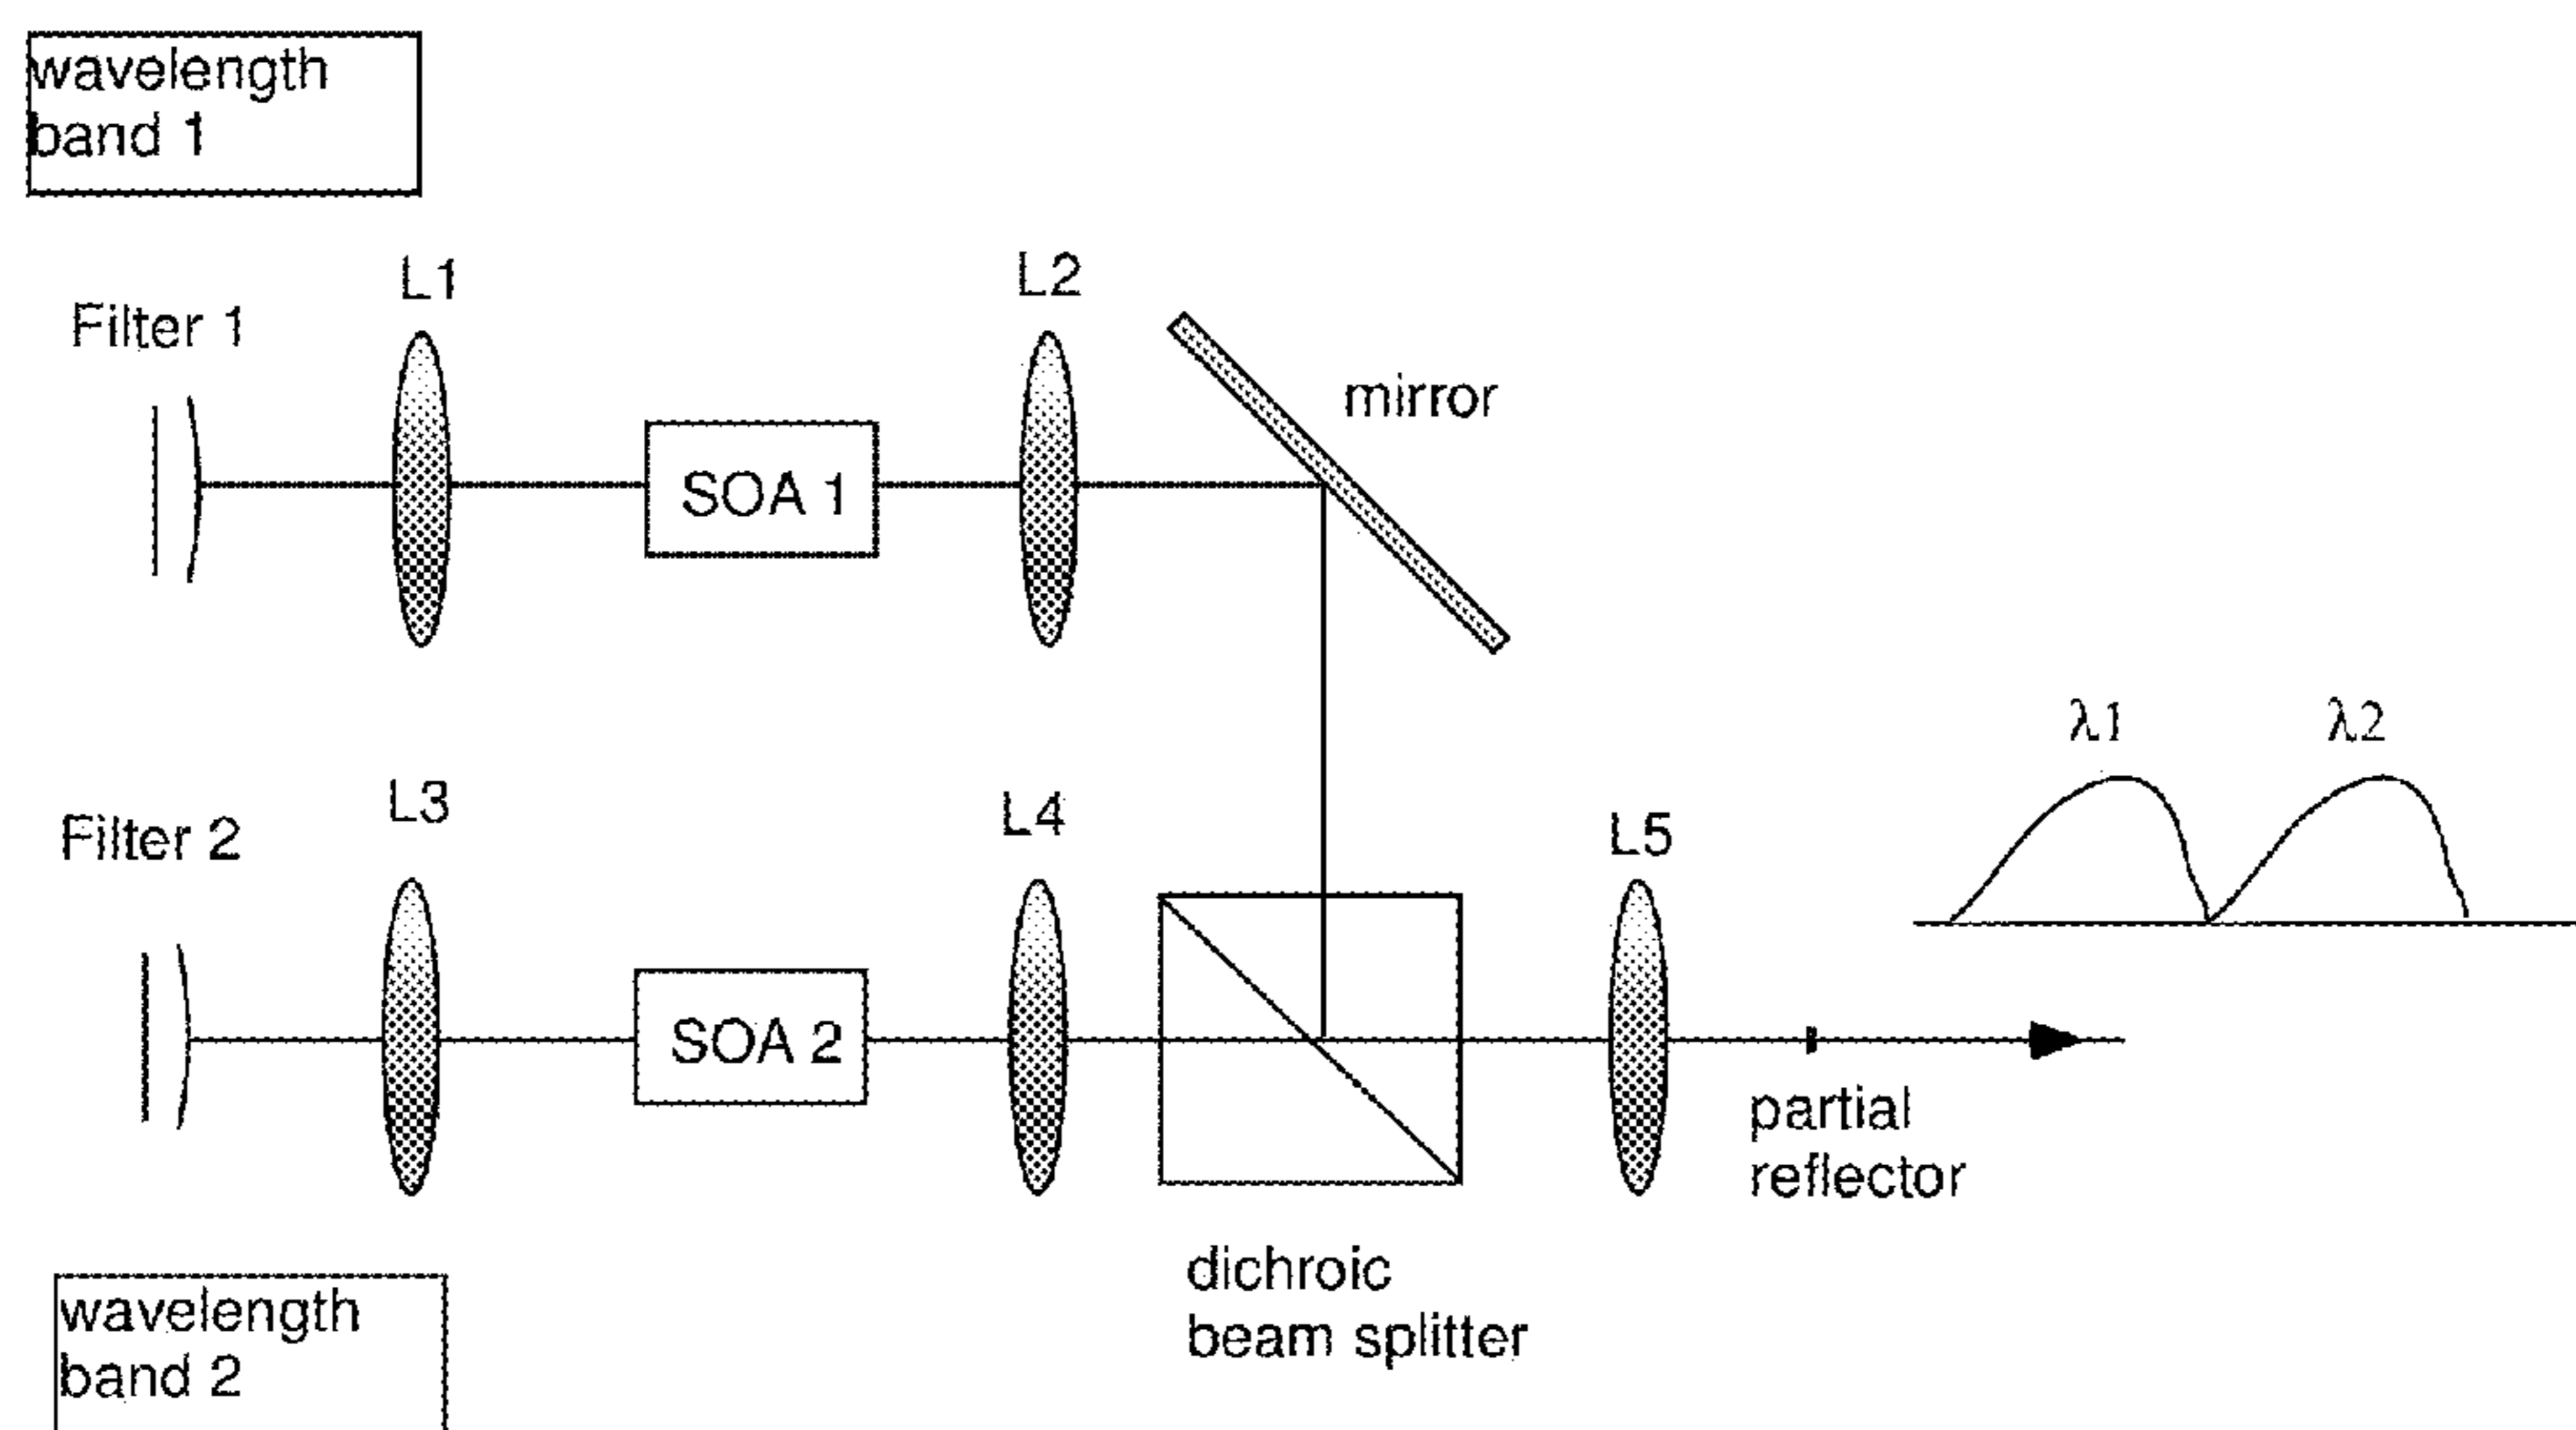 wavelength
band 1
L1
L2
Filter 1
mirror
SOA 1
λ1
λ2
L3
L4
L5
Filter 2
SOA 2
partial
reflector
dichroic
beam splitter
wavelength
band 2